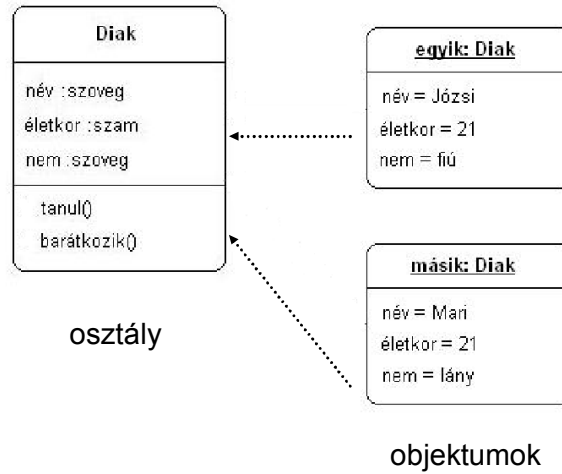 Diak
név :szoveg
életkor :szam
nem :szoveg
tanul()
barátkozik()
osztály
egyik: Diak
név = Józsi
életkor = 21
nem = fiú
másik: Diak
név = Mari
életkor = 21
nem = lány
objektumok